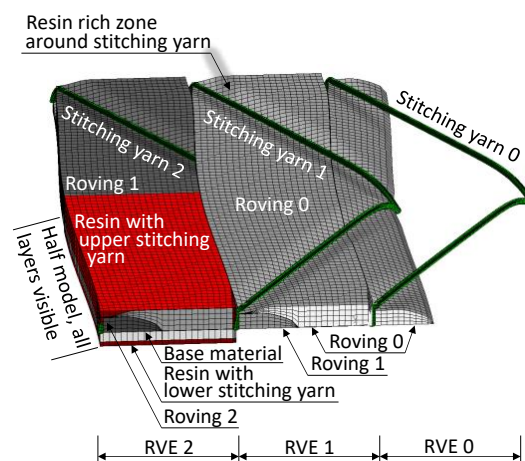 Resin rich zone
around stitching yarn
Stitching yarn 0
Stitching yarn 1
Stitching yarn 2
Roving 1
Roving 0
Resin with
upper stitching
yarn
Half model, all
layers visible
Base material
Roving 0
Roving 1
Resin with
lower stitching yarn
Roving 2
RVE 2
RVE 1
RVE 0